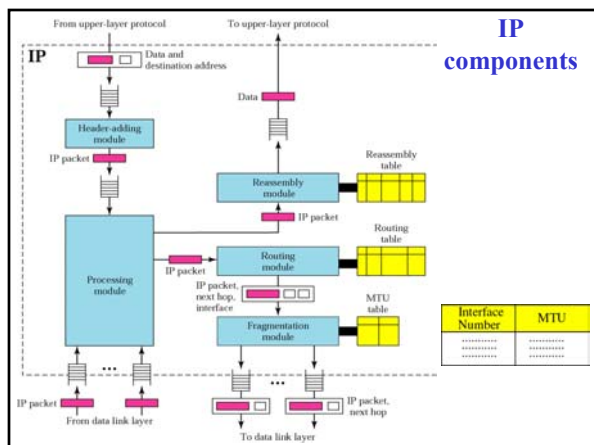 IP
components
From upper-layer protocol
To upper-layer protocol
IP
Data and
destination address
Data
Header-adding
module
IP packet
Reassembly
table
Reassembly
module
IP packet
Routing
table
Processing
module
IP packet
Routing
module
IP packet,
next hop,
interface
MTU
table
Fragmentation
module
Interface
Number
MTU
...........
...........
...........
...........
...........
...........
...
...
IP packet
IP packet,
next hop
From data link layer
To data link layer